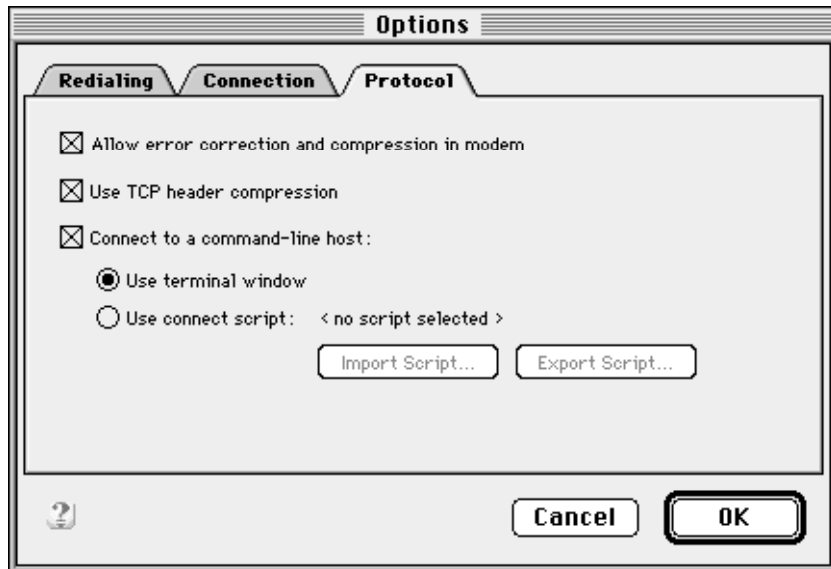 Options
Redialing Connection Protocol
Allow error correction and compression in modem
Use TCP header compression
Connect to a command-line host:
Use terminal window
Use connect script: < no script selected >
Import Script... Export Script...
? Cancel OK